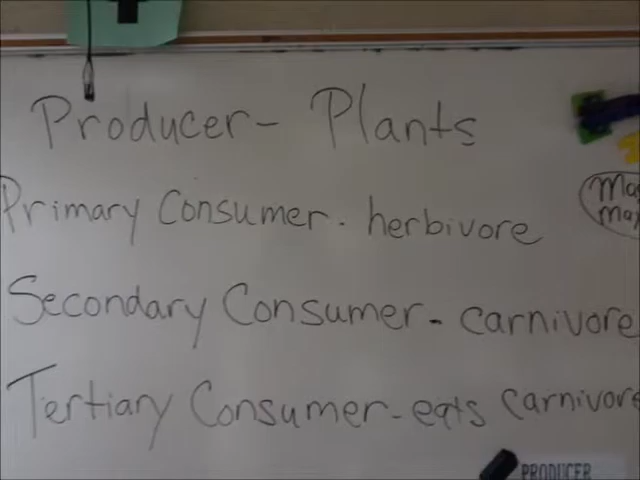 Producer - Plants
Primary Consumer - herbivore
Secondary Consumer - carnivore
Tertiary Consumer - eats carnivore
PRODUCER